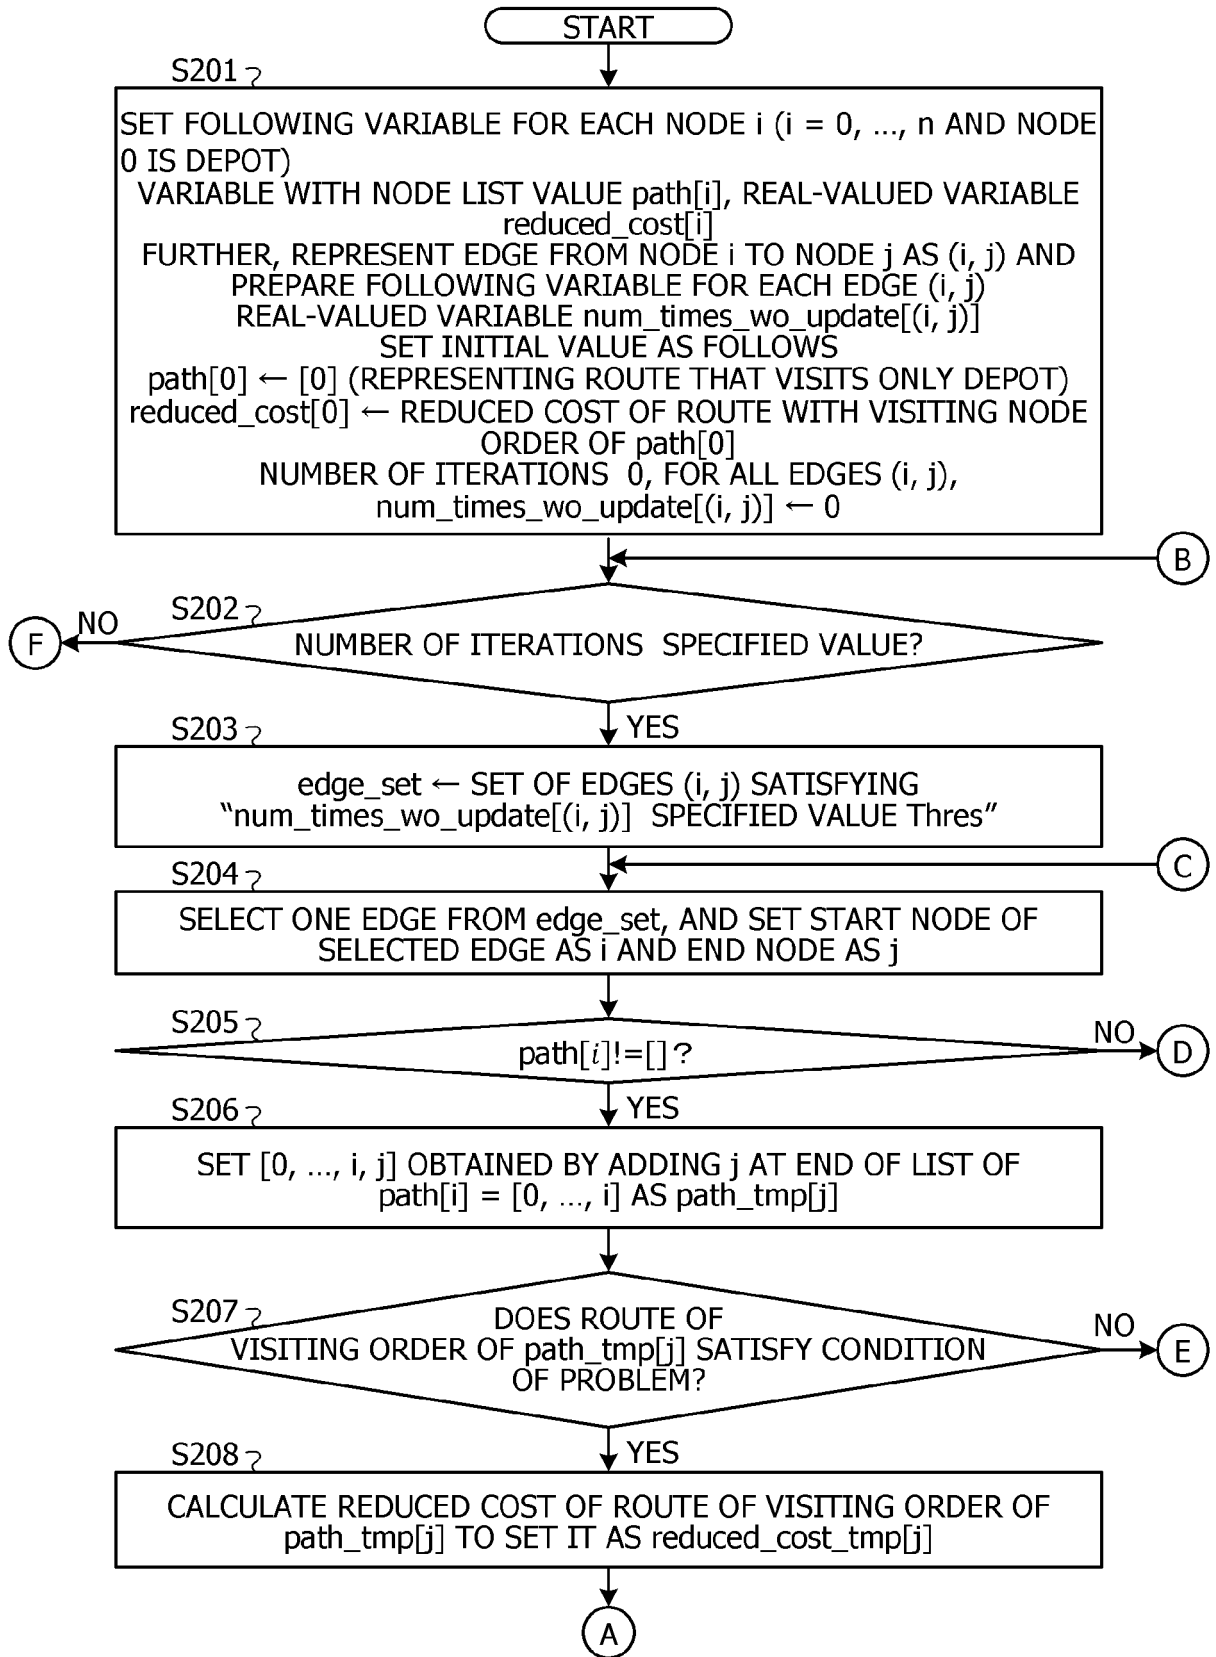 START
S201
SET FOLLOWING VARIABLE FOR EACH NODE i (i = 0, ..., n AND NODE
0 IS DEPOT)
VARIABLE WITH NODE LIST VALUE path[i], REAL-VALUED VARIABLE
reduced_cost[i]
FURTHER, REPRESENT EDGE FROM NODE i TO NODE j AS (i, j) AND
PREPARE FOLLOWING VARIABLE FOR EACH EDGE (i, j)
REAL-VALUED VARIABLE num_times_wo_update[(i, j)]
SET INITIAL VALUE AS FOLLOWS
path[0] ← [0] (REPRESENTING ROUTE THAT VISITS ONLY DEPOT)
reduced_cost[0] ← REDUCED COST OF ROUTE WITH VISITING NODE
ORDER OF path[0]
NUMBER OF ITERATIONS 0, FOR ALL EDGES (i, j),
num_times_wo_update[(i, j)] ← 0
B
S202
NUMBER OF ITERATIONS SPECIFIED VALUE?
NO
F
YES
S203
edge_set ← SET OF EDGES (i, j) SATISFYING
“num_times_wo_update[(i, j)] SPECIFIED VALUE Thres”
C
S204
SELECT ONE EDGE FROM edge_set, AND SET START NODE OF
SELECTED EDGE AS i AND END NODE AS j
S205
path[i]!=[]?
NO
D
YES
S206
SET [0, ..., i, j] OBTAINED BY ADDING j AT END OF LIST OF
path[i] = [0, ..., i] AS path_tmp[j]
S207
DOES ROUTE OF
VISITING ORDER OF path_tmp[j] SATISFY CONDITION
OF PROBLEM?
NO
E
YES
S208
CALCULATE REDUCED COST OF ROUTE OF VISITING ORDER OF
path_tmp[j] TO SET IT AS reduced_cost_tmp[j]
A